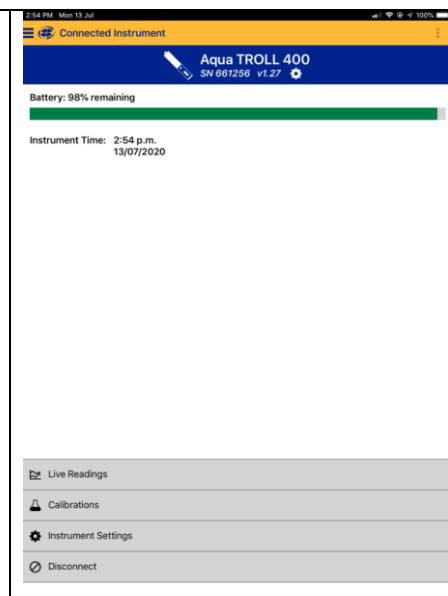 2:54 PM Mon 13 Jul 100%
Connected Instrument
Aqua TROLL 400
SN 661256 v1.27
Battery: 98% remaining
Instrument Time: 2:54 p.m.
13/07/2020
Live Readings
Calibrations
Instrument Settings
Disconnect